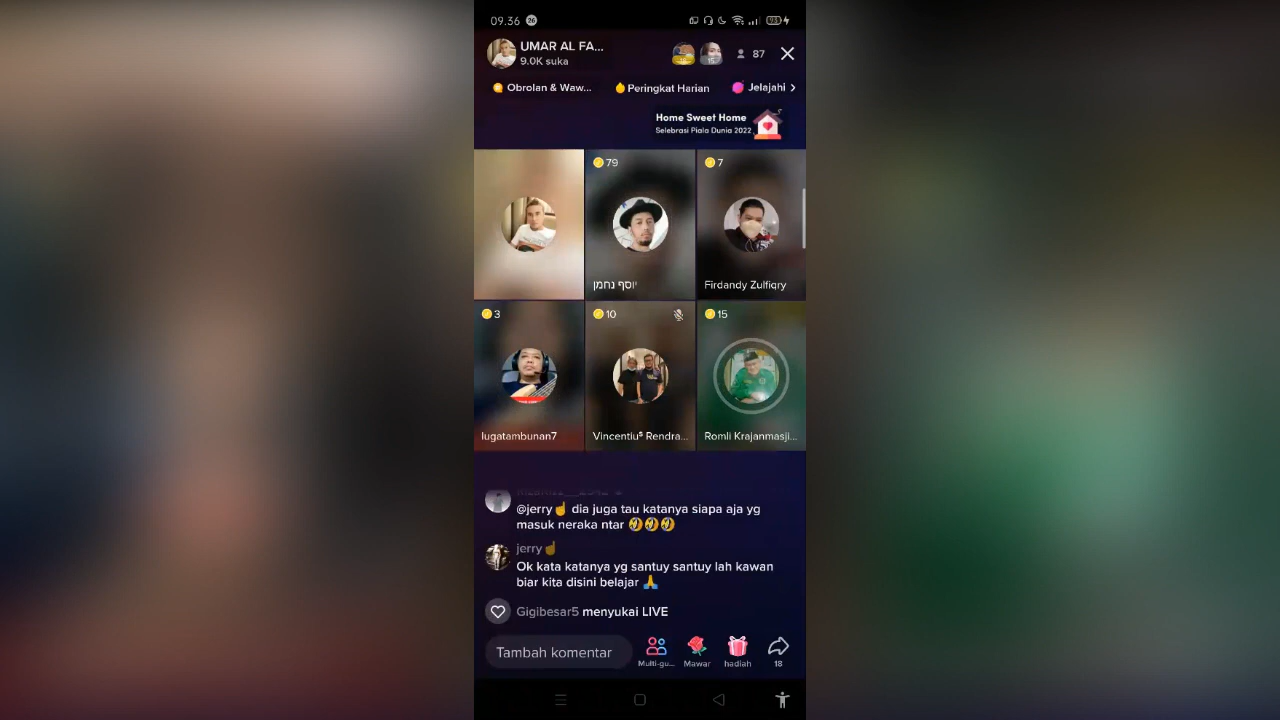 09.36 26
93
UMAR AL FA...
9.0K suka
87
Obrolan & Waw...
Peringkat Harian
Jelajahi
Home Sweet Home
Selebrasi Piala Dunia 2022
79
7
יוסף נחמן
Firdandy Zulfiqry
3
10
15
lugatambunan7
Vincentiu⁵ Rendra...
Romli Krajanmasji...
@jerry☝️ dia juga tau katanya siapa aja yg
masuk neraka ntar 🤣🤣🤣
jerry☝️
Ok kata katanya yg santuy santuy lah kawan
biar kita disini belajar 🙏
Gigibesar5 menyukai LIVE
Tambah komentar
Multi-gu...
Mawar
hadiah
18